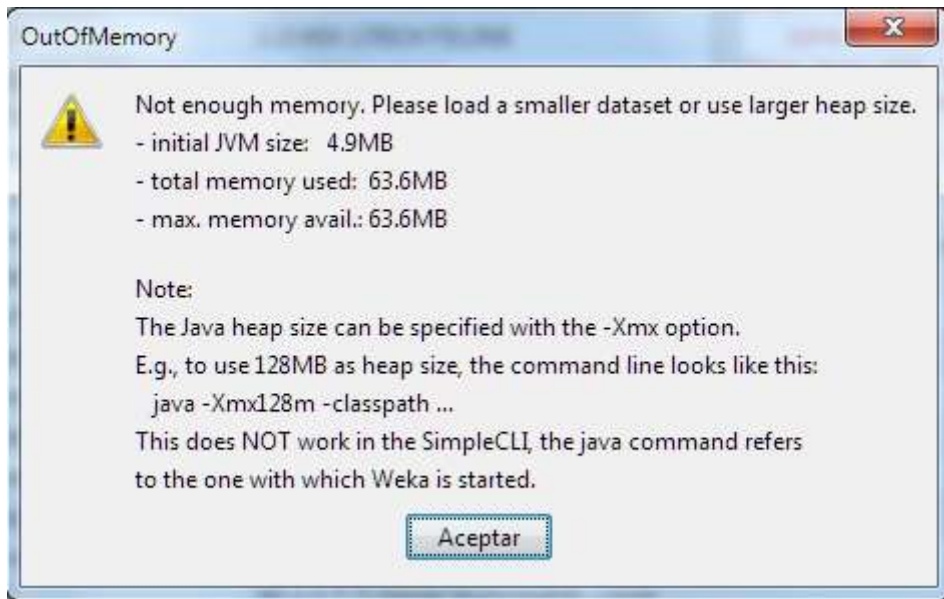 OutOfMemory
Not enough memory. Please load a smaller dataset or use larger heap size.
- initial JVM size: 4.9MB
- total memory used: 63.6MB
- max. memory avail.: 63.6MB
Note:
The Java heap size can be specified with the -Xmx option.
E.g., to use 128MB as heap size, the command line looks like this:
java -Xmx128m -classpath ...
This does NOT work in the SimpleCLI, the java command refers
to the one with which Weka is started.
Aceptar